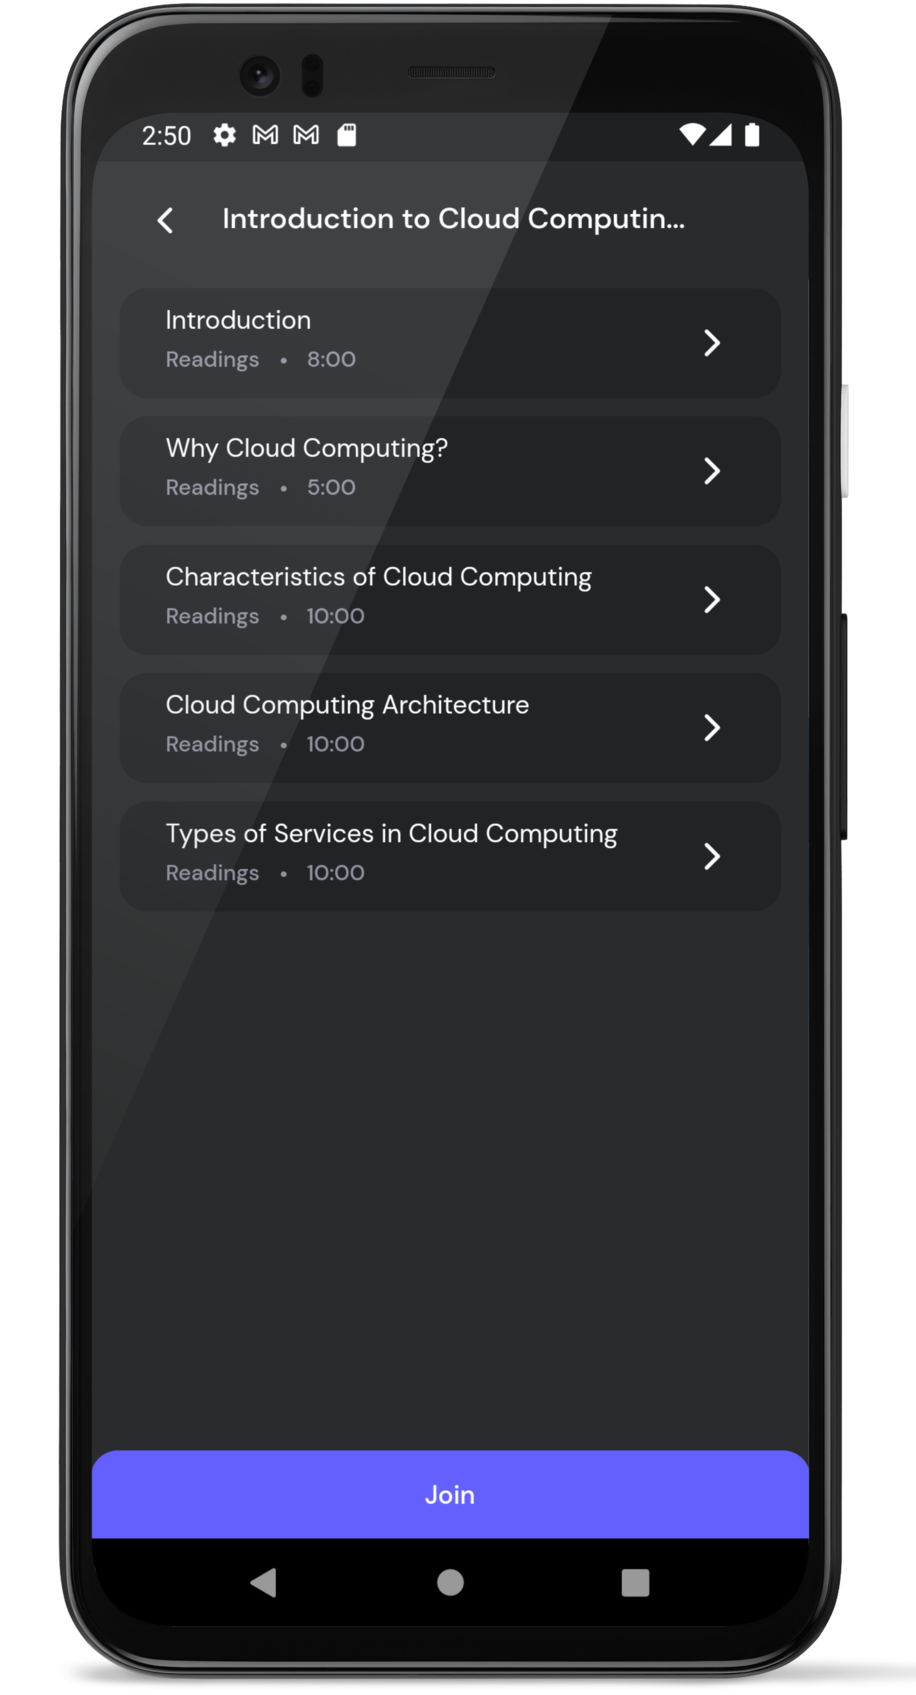 2:50
Introduction to Cloud Computin...
Introduction
Readings • 8:00
Why Cloud Computing?
Readings • 5:00
Characteristics of Cloud Computing
Readings • 10:00
Cloud Computing Architecture
Readings • 10:00
Types of Services in Cloud Computing
Readings • 10:00
Join